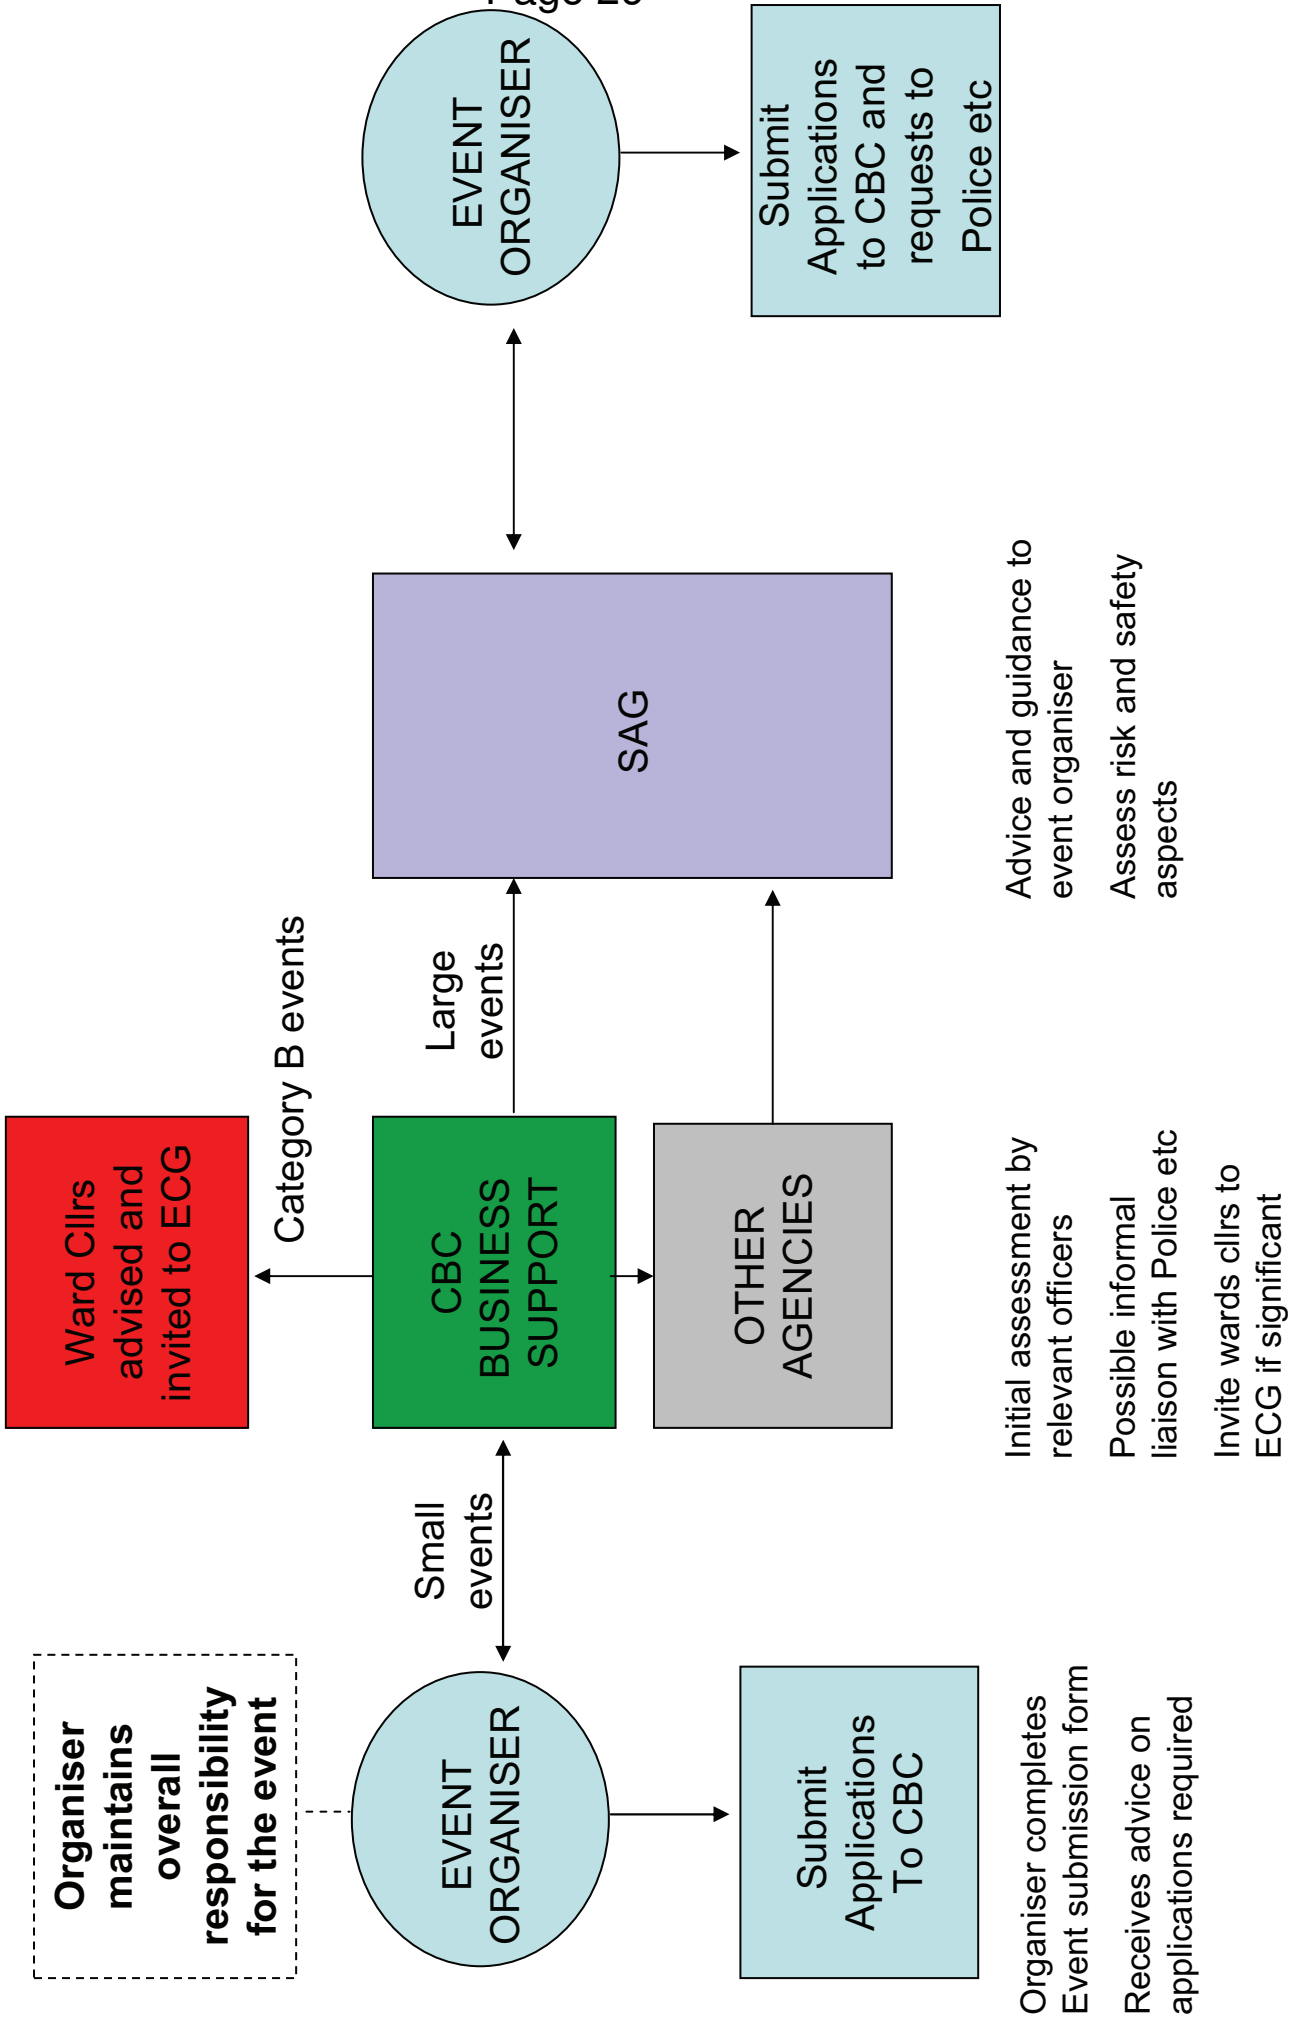 Page 26
Organiser
maintains
overall
responsibility
for the event
EVENT
ORGANISER
Submit
Applications
To CBC
Organiser completes
Event submission form
Receives advice on
applications required
Small
events
Ward Cllrs
advised and
invited to ECG
Category B events
CBC
BUSINESS
SUPPORT
OTHER
AGENCIES
Initial assessment by
relevant officers
Possible informal
liaison with Police etc
Invite wards cllrs to
ECG if significant
Large
events
SAG
Advice and guidance to
event organiser
Assess risk and safety
aspects
EVENT
ORGANISER
Submit
Applications
to CBC and
requests to
Police etc